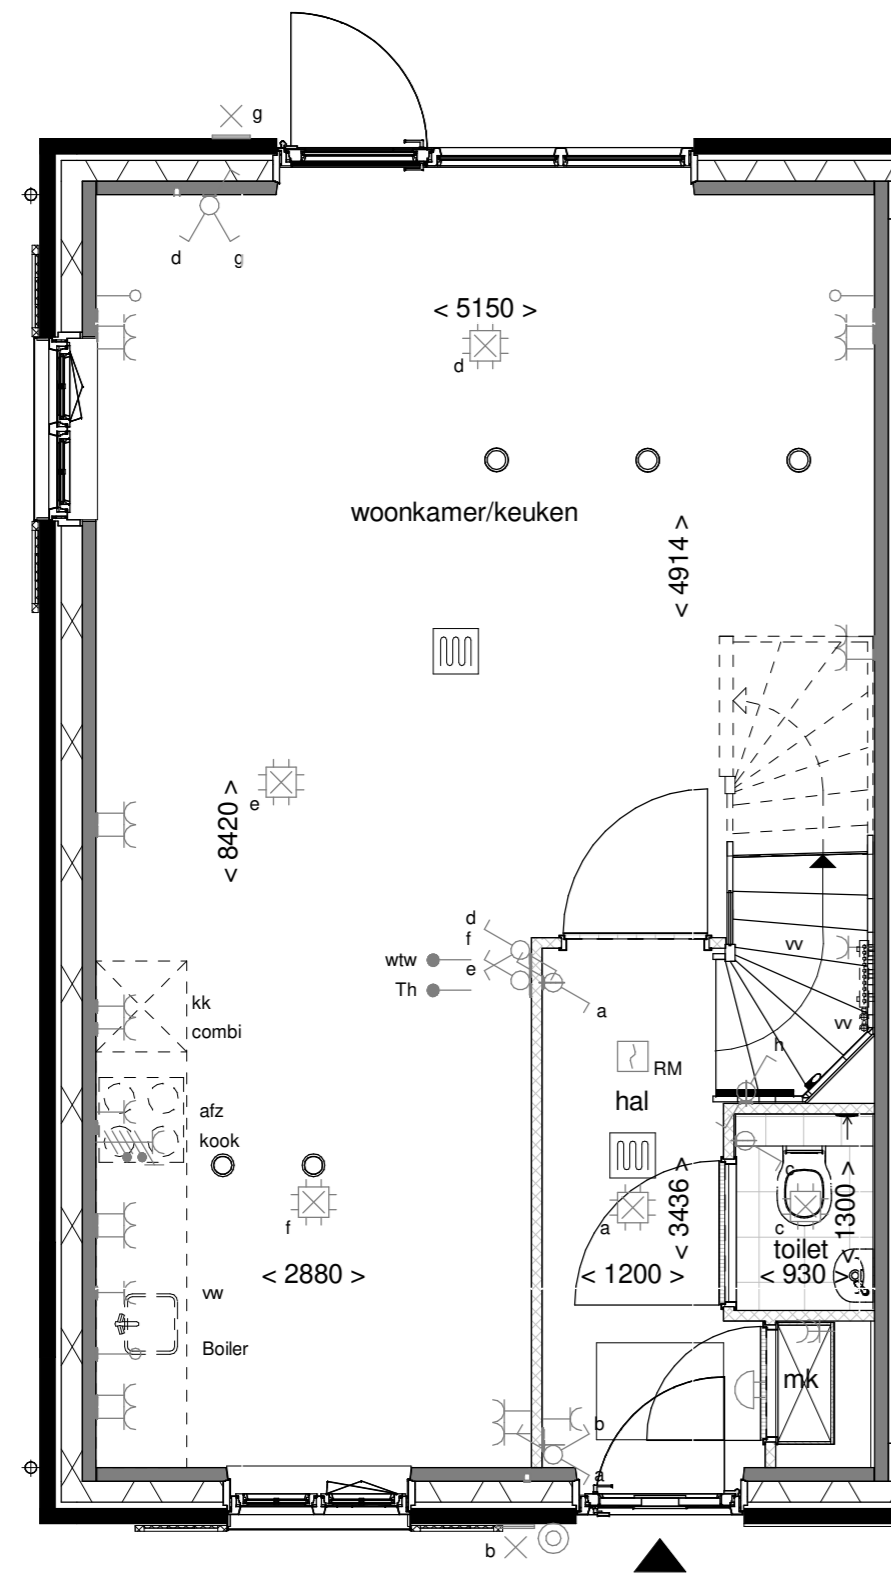 g
d
g
< 5150 >
d
woonkamer/keuken
< 4914 >
e
< 8420 >
d
f
wtw
e
Th
a
vv
vv
kk
combi
h
RM
hal
afz
kook
c
a
< 3436 >
c
< 1300 >
toilet
f
< 2880 >
< 1200 >
< 930 >
vw
Boiler
mk
b
a
b